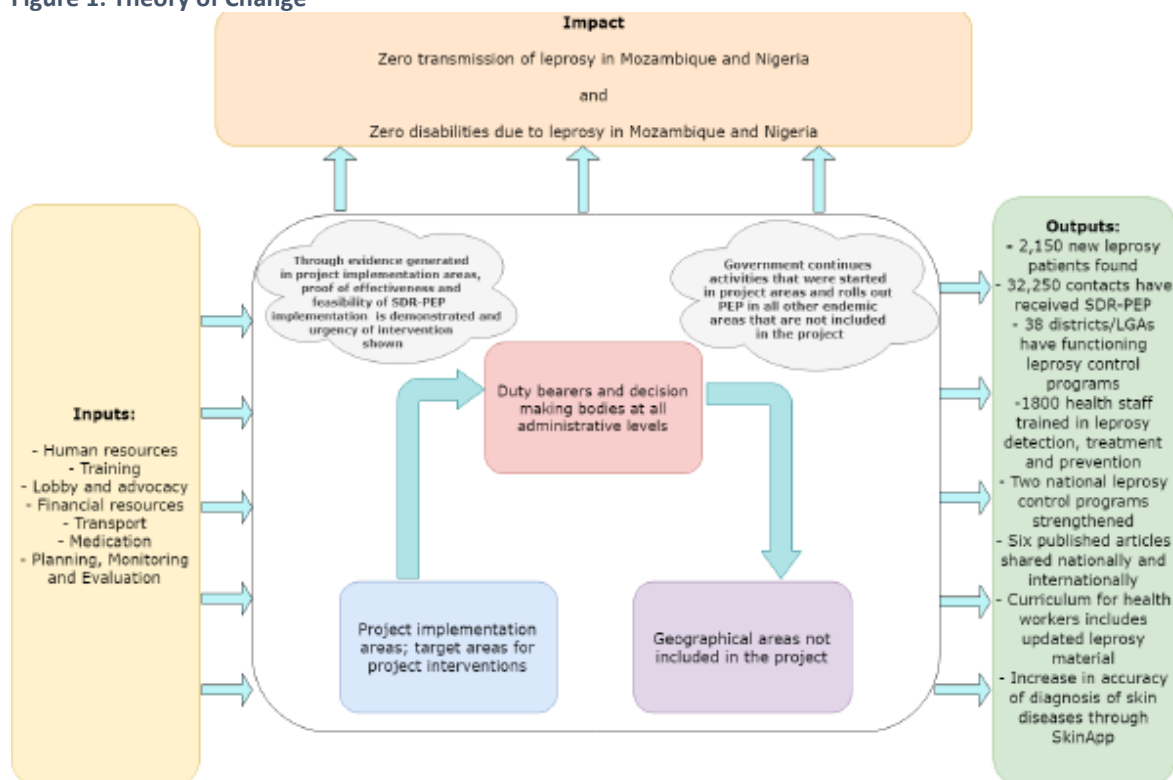 Figure 1: Theory of Change
Impact
Zero transmission of leprosy in Mozambique and Nigeria
and
Zero disabilities due to leprosy in Mozambique and Nigeria
Inputs:
- Human resources
- Training
- Lobby and advocacy
- Financial resources
- Transport
- Medication
- Planning, Monitoring
and Evaluation
Through evidence generated
in project implementation areas,
proof of effectiveness and
feasibility of SDR-PEP
implementation is demonstrated and
urgency of intervention
shown
Government continues
activities that were started
in project areas and rolls out
PEP in all other endemic
areas that are not included
in the project
Duty bearers and decision
making bodies at all
administrative levels
Project implementation
areas; target areas for
project interventions
Geographical areas not
included in the project
Outputs:
- 2,150 new leprosy
patients found
- 32,250 contacts have
received SDR-PEP
- 38 districts/LGAs
have functioning
leprosy control
programs
-1800 health staff
trained in leprosy
detection, treatment
and prevention
- Two national leprosy
control programs
strengthened
- Six published articles
shared nationally and
internationally
- Curriculum for health
workers includes
updated leprosy
material
- Increase in accuracy
of diagnosis of skin
diseases through
SkinApp